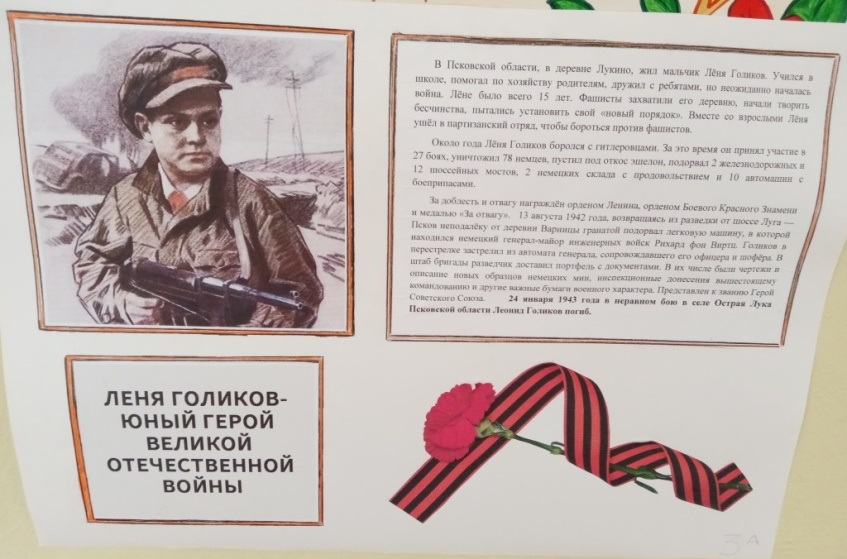 В Псковской области, в деревне Лукино, жил мальчик Лёня Голиков. Учился в
школе, помогал по хозяйству родителям, дружил с ребятами, но неожиданно началась
война. Лёне было всего 15 лет. Фашисты захватили его деревню, начали творить
бесчинства, пытались установить свой «новый порядок». Вместе со взрослыми Лёня
ушёл в партизанский отряд, чтобы бороться против фашистов.
Около года Лёня Голиков боролся с гитлеровцами. За это время он принял участие в
27 боях, уничтожил 78 немцев, пустил под откос эшелон, подорвал 2 железнодорожных и
12 шоссейных мостов, 2 немецких склада с продовольствием и 10 автомашин с
боеприпасами.
За доблесть и отвагу награждён орденом Ленина, орденом Боевого Красного Знамени
и медалью «За отвагу». 13 августа 1942 года, возвращаясь из разведки от шоссе Луга —
Псков неподалёку от деревни Варницы гранатой подорвал легковую машину, в которой
находился немецкий генерал-майор инженерных войск Рихард фон Виртц. Голиков в
перестрелке застрелил из автомата генерала, сопровождавшего его офицера и шофёра. В
штаб бригады разведчик доставил портфель с документами. В их числе были чертежи и
описание новых образцов немецких мин, инспекционные донесения вышестоящему
командованию и другие важные бумаги военного характера. Представлен к званию Герой
Советского Союза. 24 января 1943 года в неравном бою в селе Острая Лука
Псковской области Леонид Голиков погиб.
ЛЕНЯ ГОЛИКОВ-
ЮНЫЙ ГЕРОЙ
ВЕЛИКОЙ
ОТЕЧЕСТВЕННОЙ
ВОЙНЫ
3А